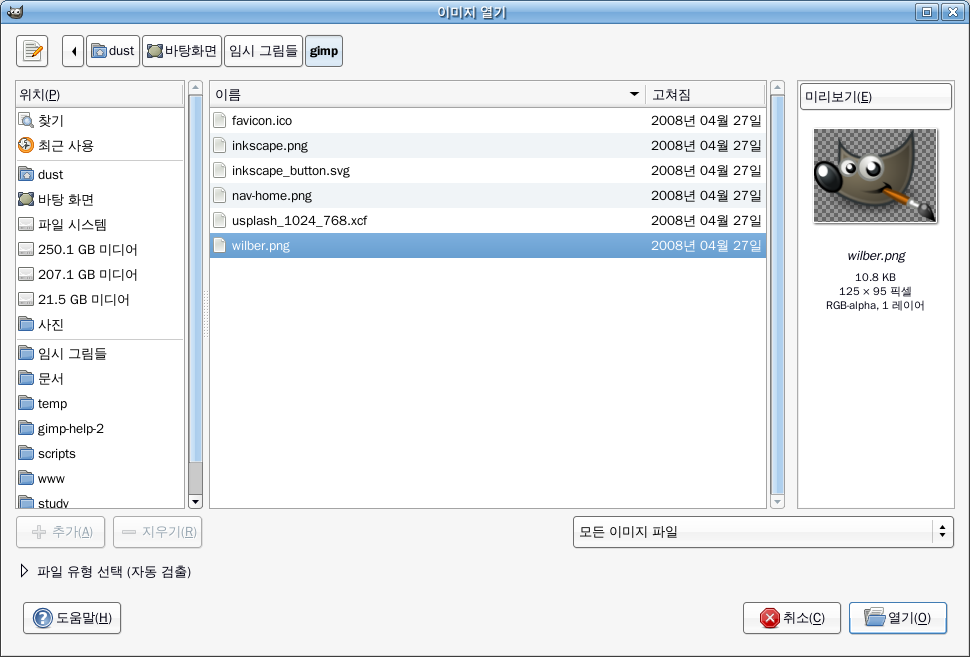 이미지 열기
dust 바탕화면 임시 그림들 gimp
위치(P)
찾기
최근 사용
dust
바탕 화면
파일 시스템
250.1 GB 미디어
207.1 GB 미디어
21.5 GB 미디어
사진
임시 그림들
문서
temp
gimp-help-2
scripts
www
study
이름 고쳐짐
favicon.ico 2008년 04월 27일
inkscape.png 2008년 04월 27일
inkscape_button.svg 2008년 04월 27일
nav-home.png 2008년 04월 27일
usplash_1024_768.xcf 2008년 04월 27일
wilber.png 2008년 04월 27일
미리보기(E)
wilber.png
10.8 KB
125 × 95 픽셀
RGB-alpha, 1 레이어
추가(A) 지우기(R)
모든 이미지 파일
파일 유형 선택 (자동 검출)
도움말(H) 취소(C) 열기(O)